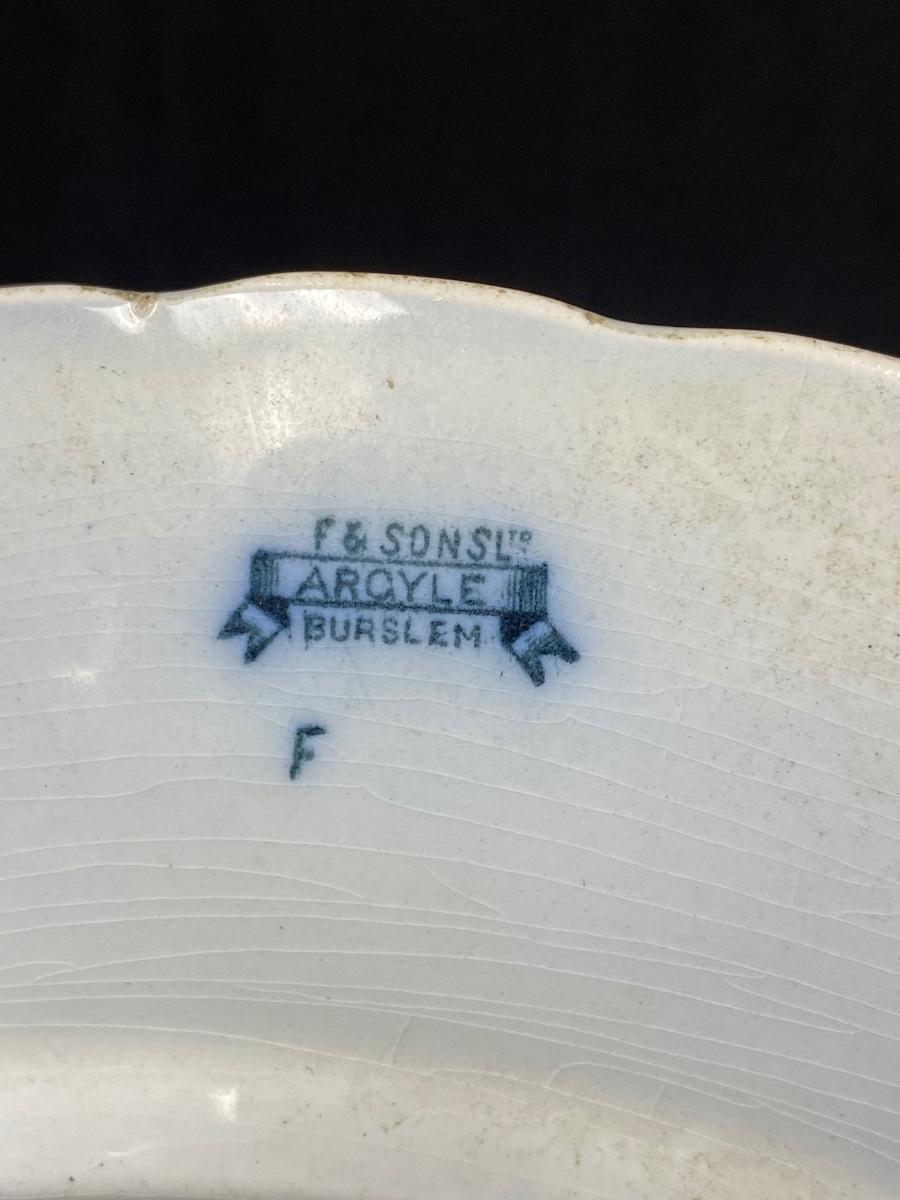 F & SONS LTD
ARGYLE
BURSLEM
F